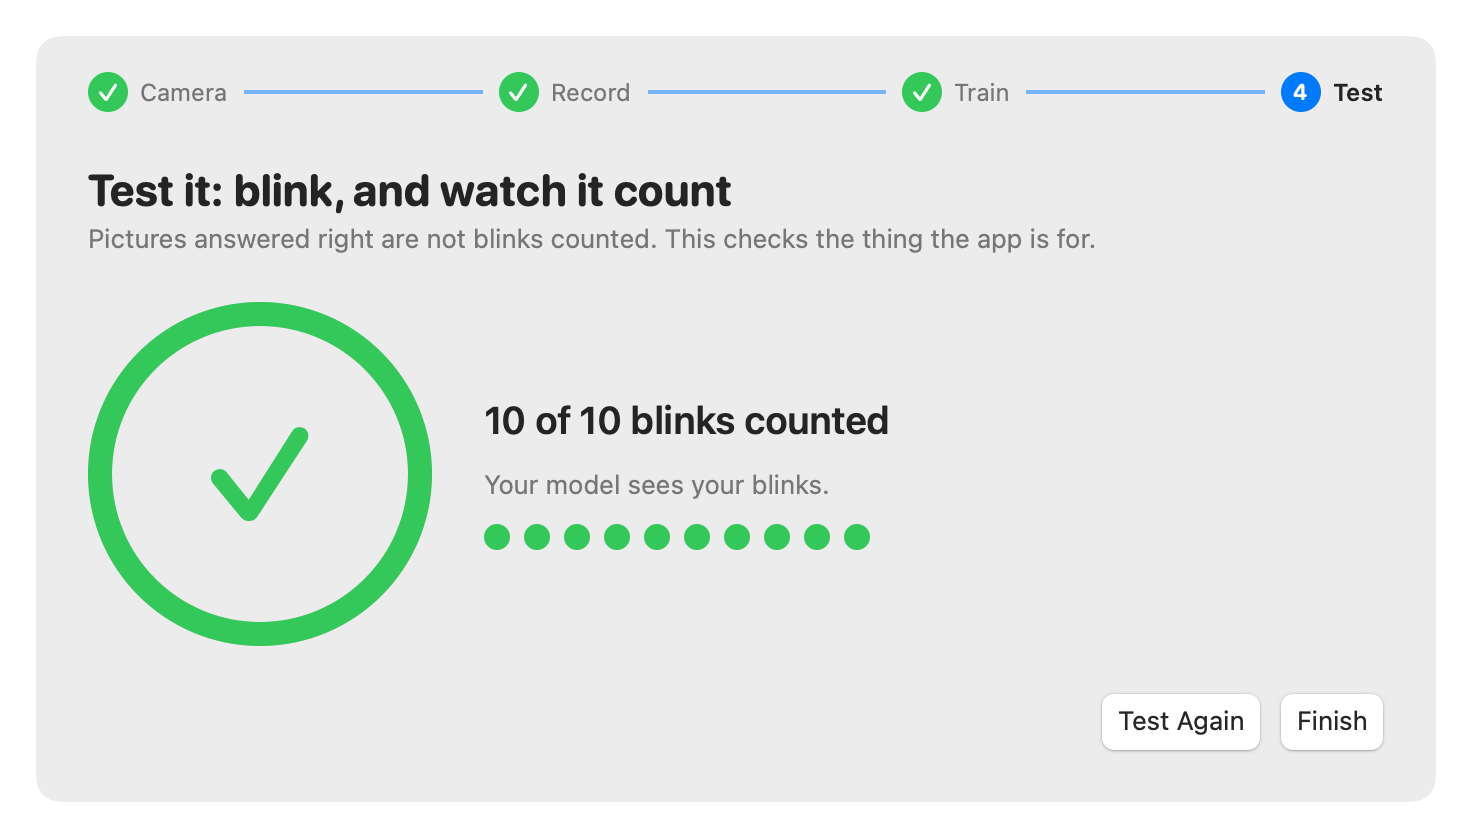 Camera
Record
Train
4 Test
Test it: blink, and watch it count
Pictures answered right are not blinks counted. This checks the thing the app is for.
10 of 10 blinks counted
Your model sees your blinks.
Test Again
Finish